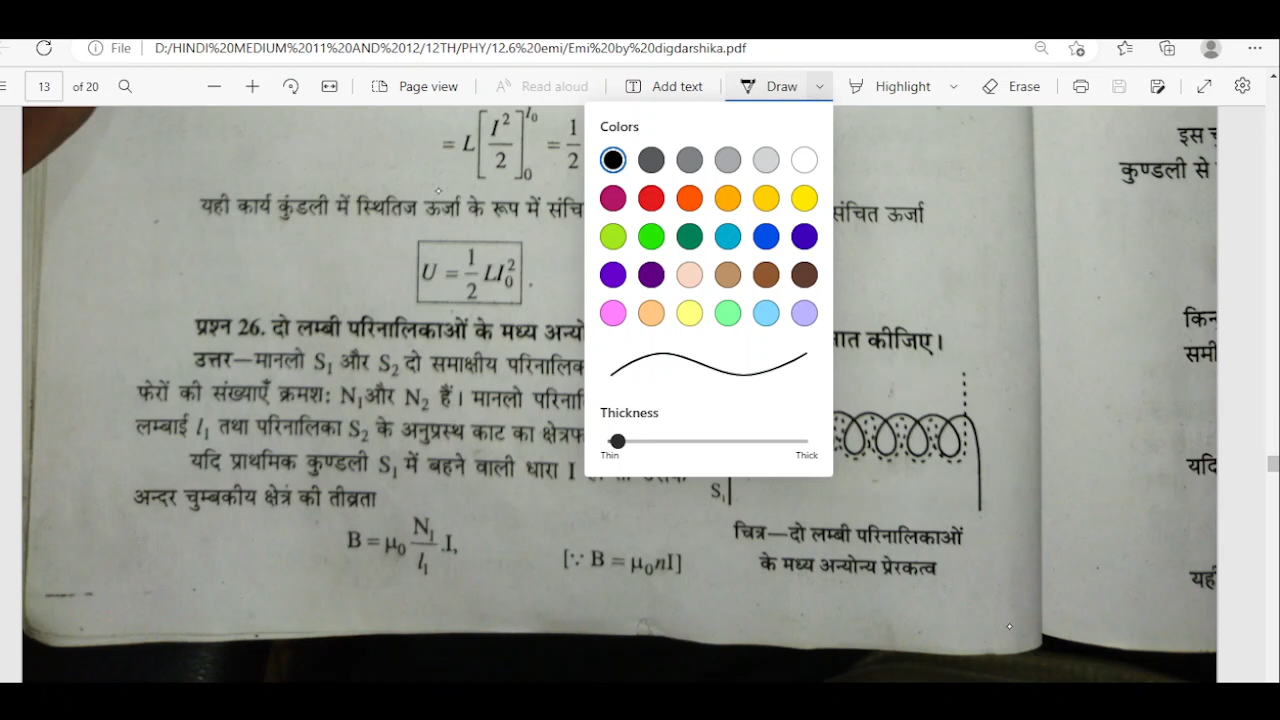 File D:/HINDI%20MEDIUM%2011%20AND%2012/12TH/PHY/12.6%20emi/Emi%20by%20digdarshika.pdf
13 of 20 Page view Read aloud Add text Draw Highlight Erase
Colors
Thickness
Thin Thick
= L[I²/2]₀^I₀ = 1/2
यही कार्य कुंडली में स्थितिज ऊर्जा के रूप में संचि
संचित ऊर्जा
U = 1/2 LI₀² .
प्रश्न 26. दो लम्बी परिनालिकाओं के मध्य अन्यो
ात कीजिए।
उत्तर—मानलो S₁ और S₂ दो समाक्षीय परिनालिक
फेरों की संख्याएँ क्रमश: N₁और N₂ हैं। मानलो परिना
लम्बाई l₁ तथा परिनालिका S₂ के अनुप्रस्थ काट का क्षेत्रफ
यदि प्राथमिक कुण्डली S₁ में बहने वाली धारा I
अन्दर चुम्बकीय क्षेत्र की तीव्रता
B = μ₀ N₁/l₁ .I,
[∵ B = μ₀nI]
S₁
चित्र—दो लम्बी परिनालिकाओं
के मध्य अन्योन्य प्रेरकत्व
इस
कुण्डली से
किन
समी
यदि
यही